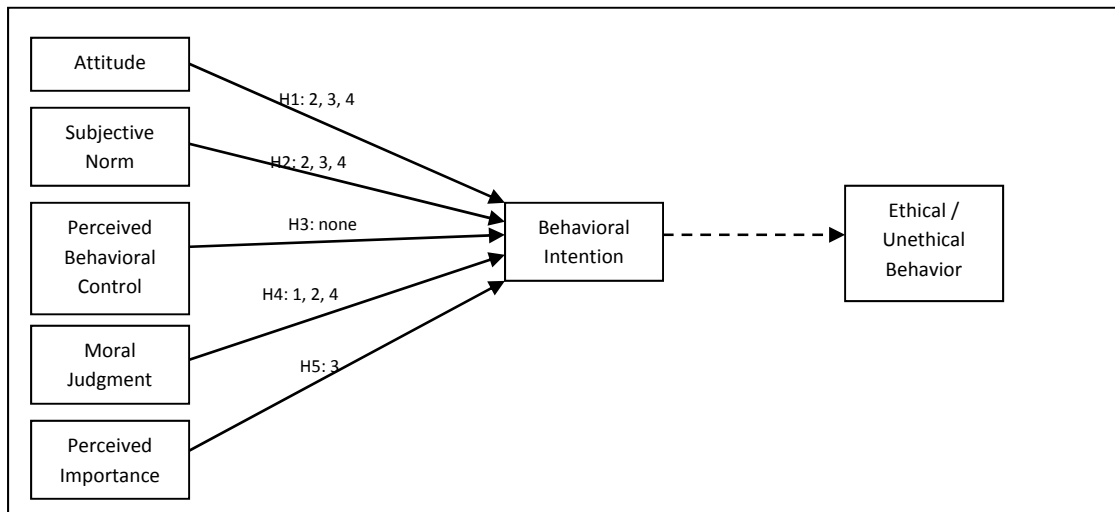 Attitude
H1: 2, 3, 4
Subjective
Norm
H2: 2, 3, 4
Perceived
Behavioral
Control
H3: none
Moral
Judgment
H4: 1, 2, 4
Perceived
Importance
H5: 3
Behavioral
Intention
Ethical /
Unethical
Behavior